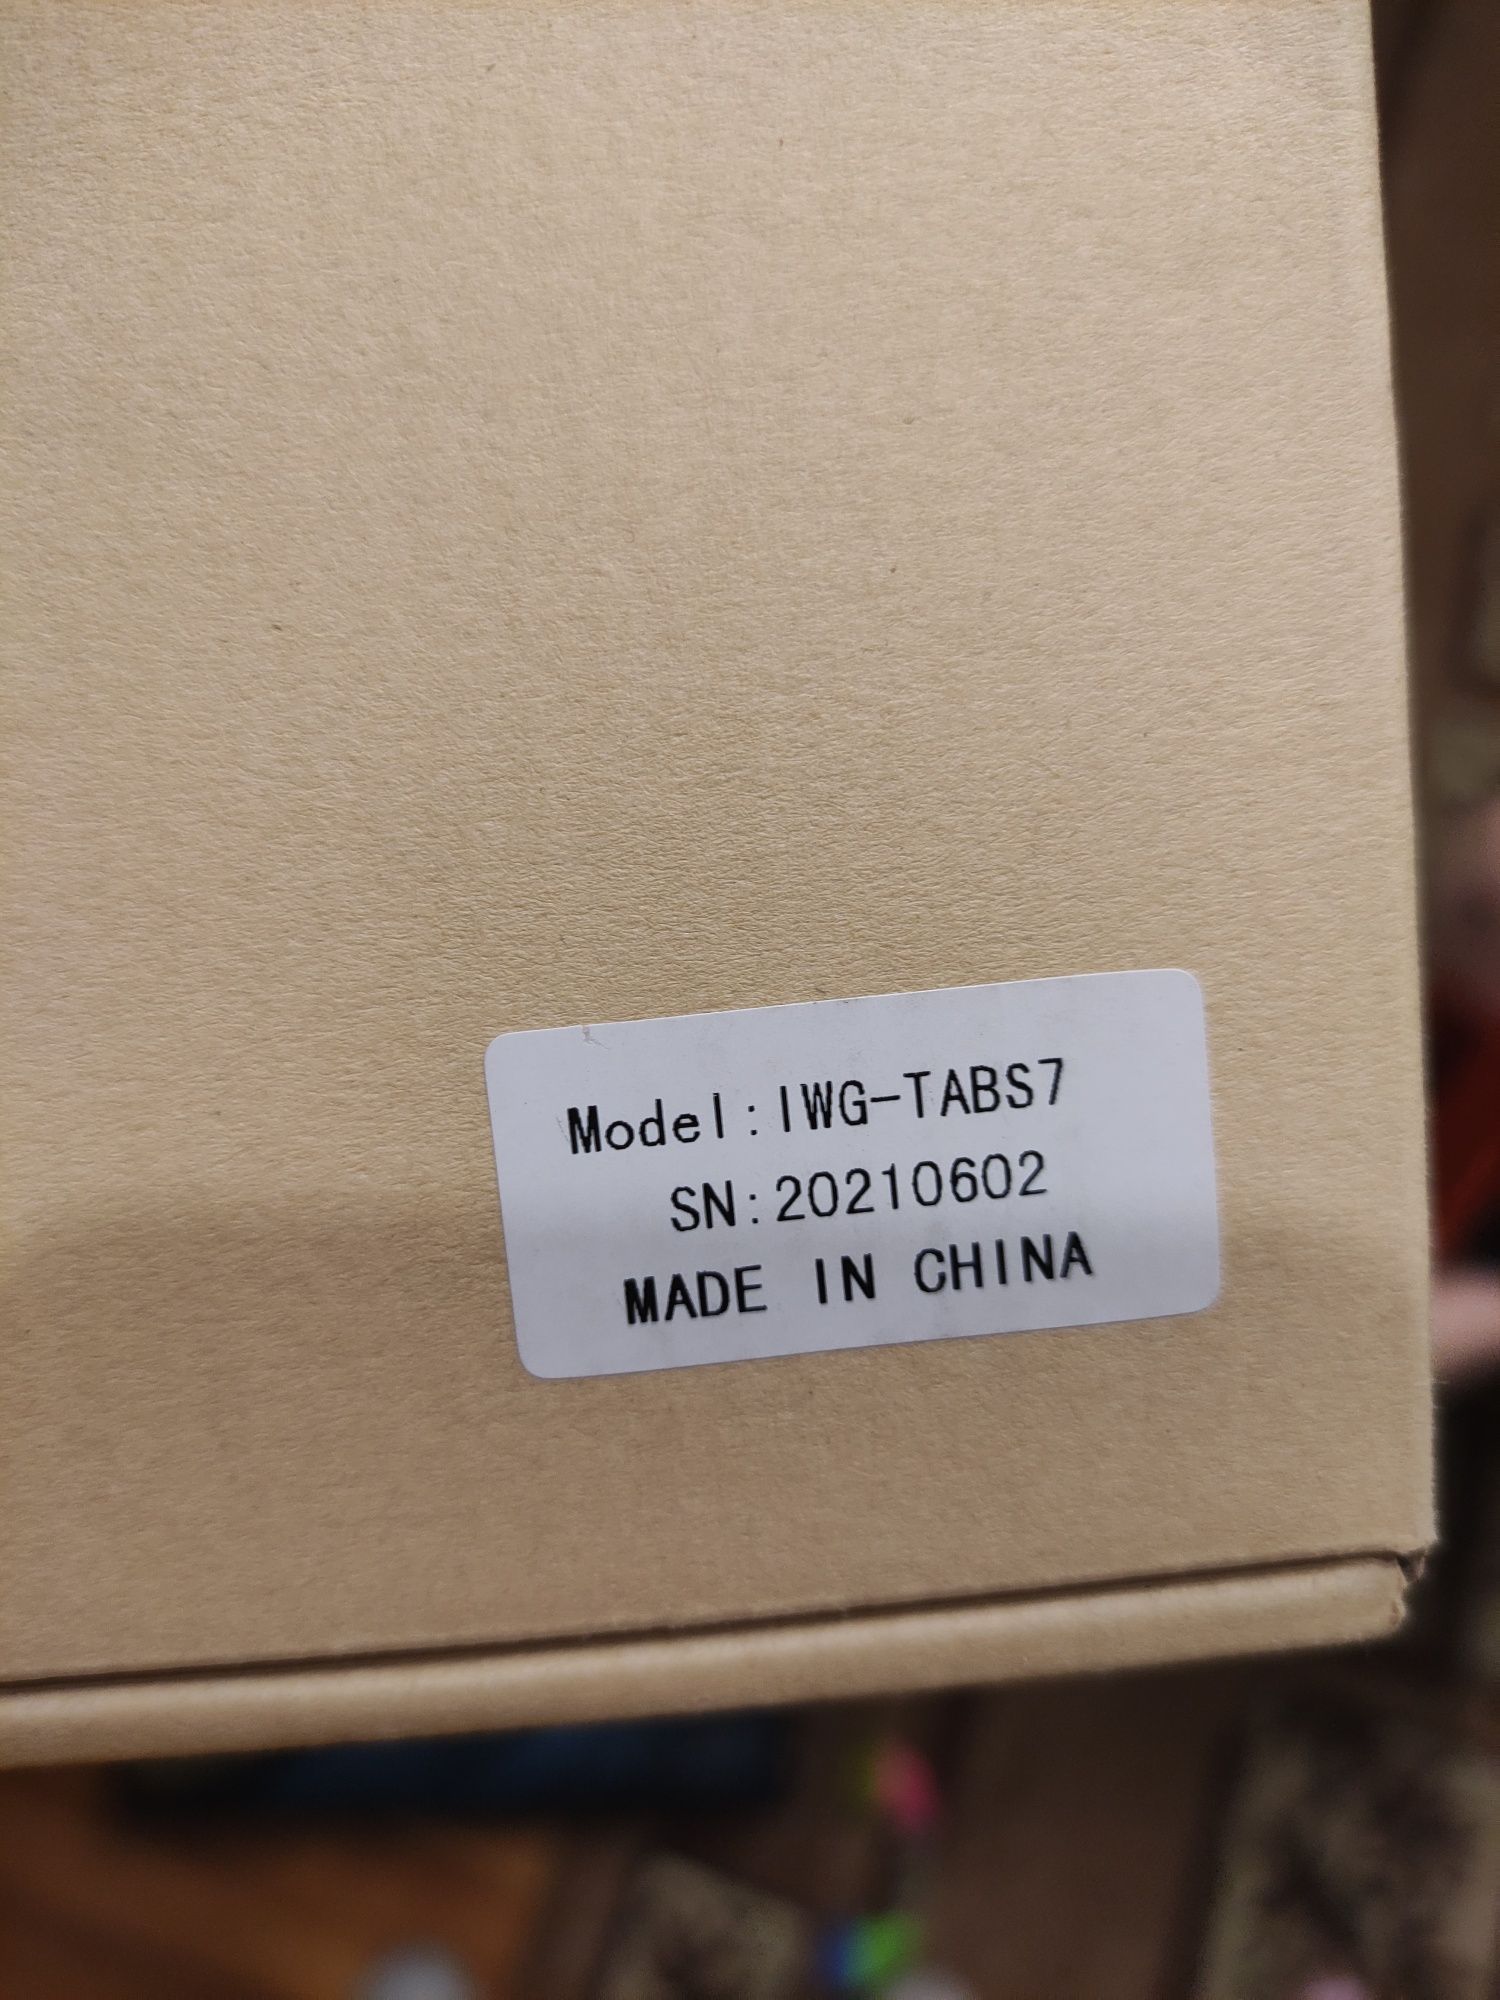 Model:IWG-TABS7
SN:20210602
MADE IN CHINA